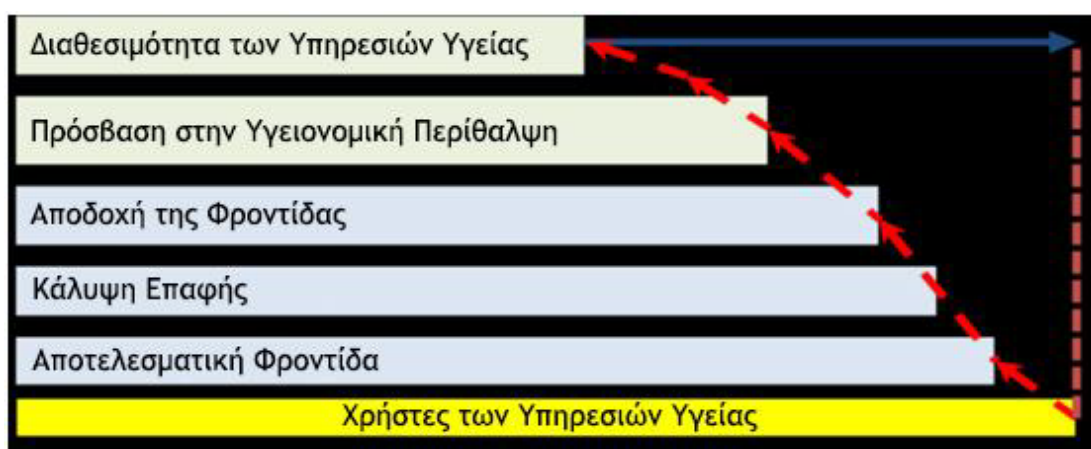 Διαθεσιμότητα των Υπηρεσιών Υγείας
Πρόσβαση στην Υγειονομική Περίθαλψη
Αποδοχή της Φροντίδας
Κάλυψη Επαφής
Αποτελεσματική Φροντίδα
Χρήστες των Υπηρεσιών Υγείας